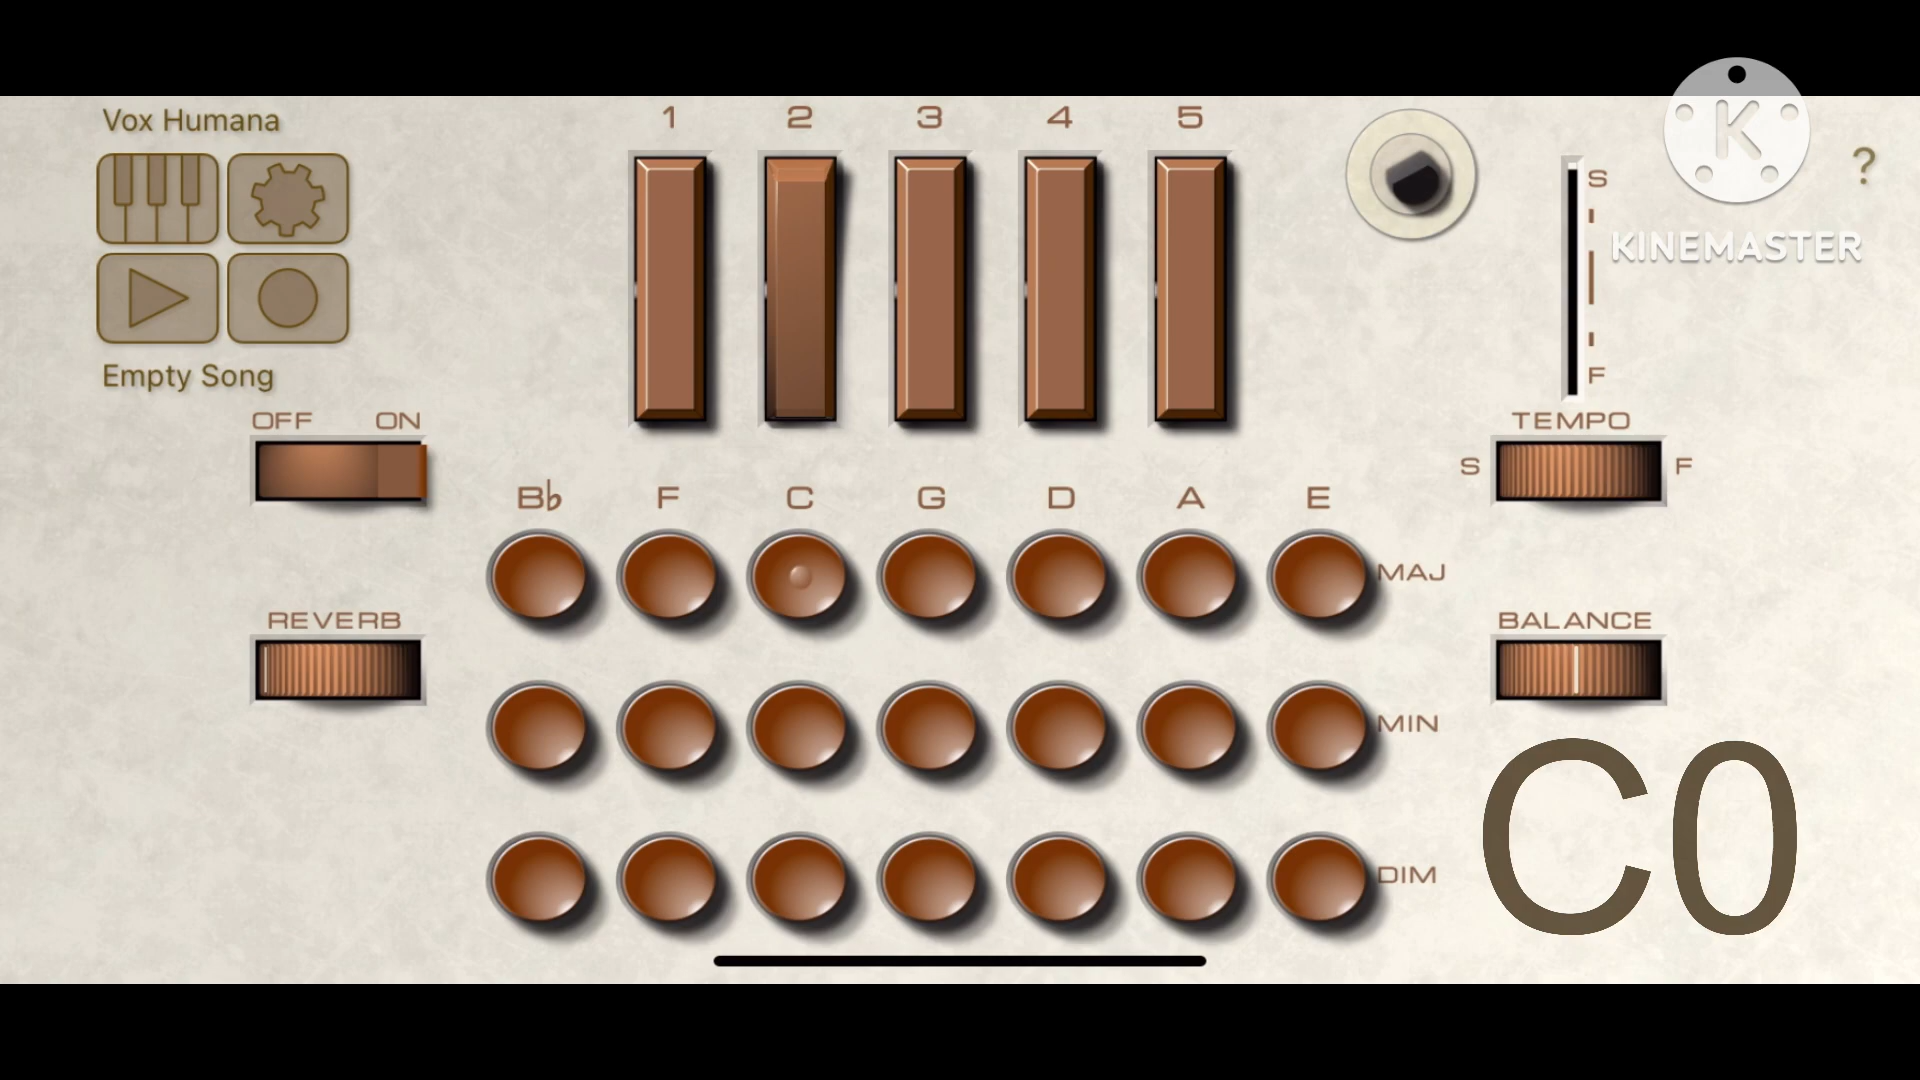 Vox Humana
1 2 3 4 5
K
?
S
KINEMASTER
Empty Song
F
OFF ON
TEMPO
S F
B♭ F C G D A E
MAJ
REVERB
BALANCE
MIN
C0
DIM